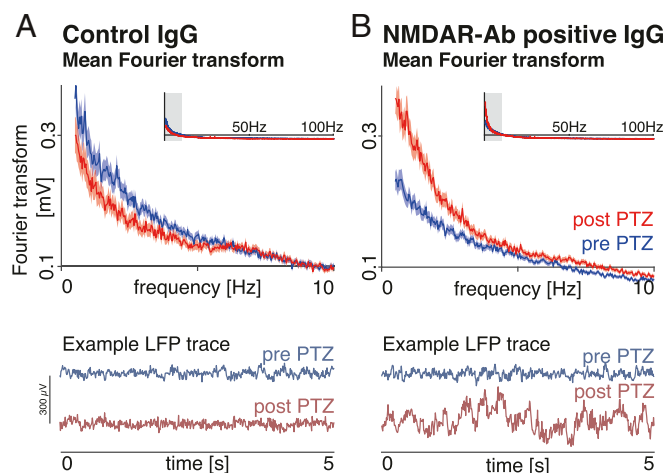 A Control IgG
Mean Fourier transform
0.3
0.1
Fourier transform
[mV]
50Hz 100Hz
0 frequency [Hz] 10
Example LFP trace
pre PTZ
post PTZ
300 µV
0 time [s] 5
B NMDAR-Ab positive IgG
Mean Fourier transform
0.3
0.1
50Hz 100Hz
post PTZ
pre PTZ
0 frequency [Hz] 10
Example LFP trace
pre PTZ
post PTZ
0 time [s] 5